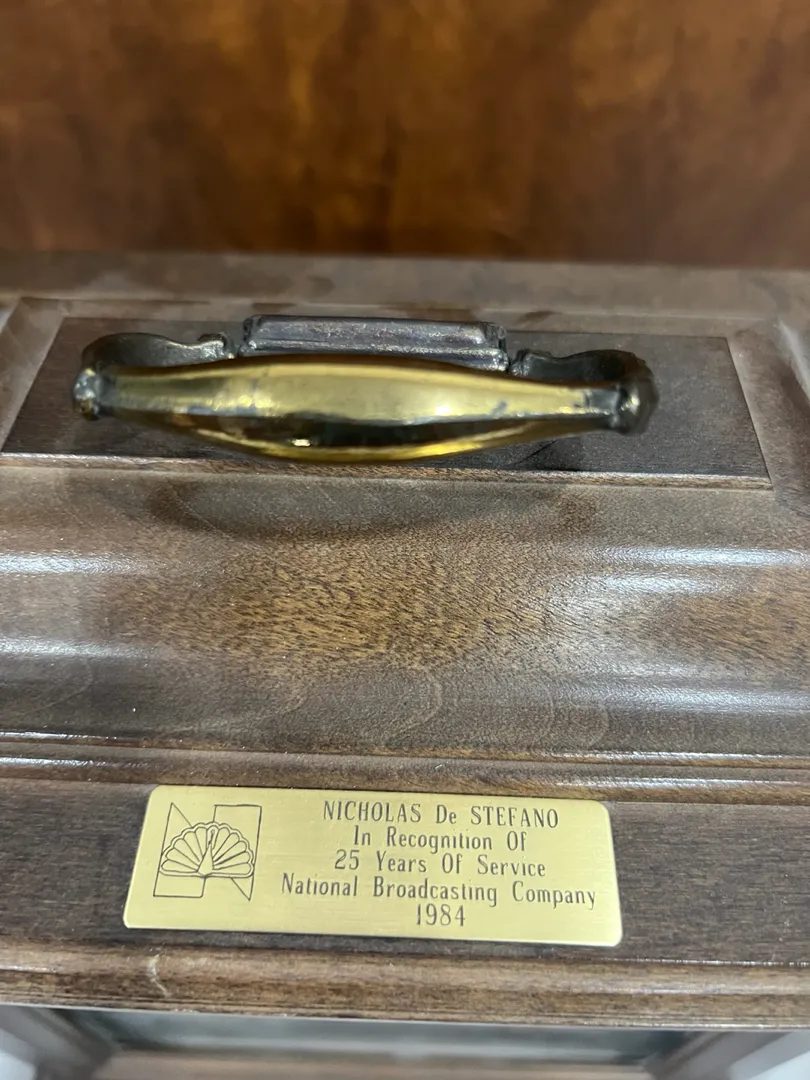 NICHOLAS De STEFANO
In Recognition Of
25 Years Of Service
National Broadcasting Company
1984